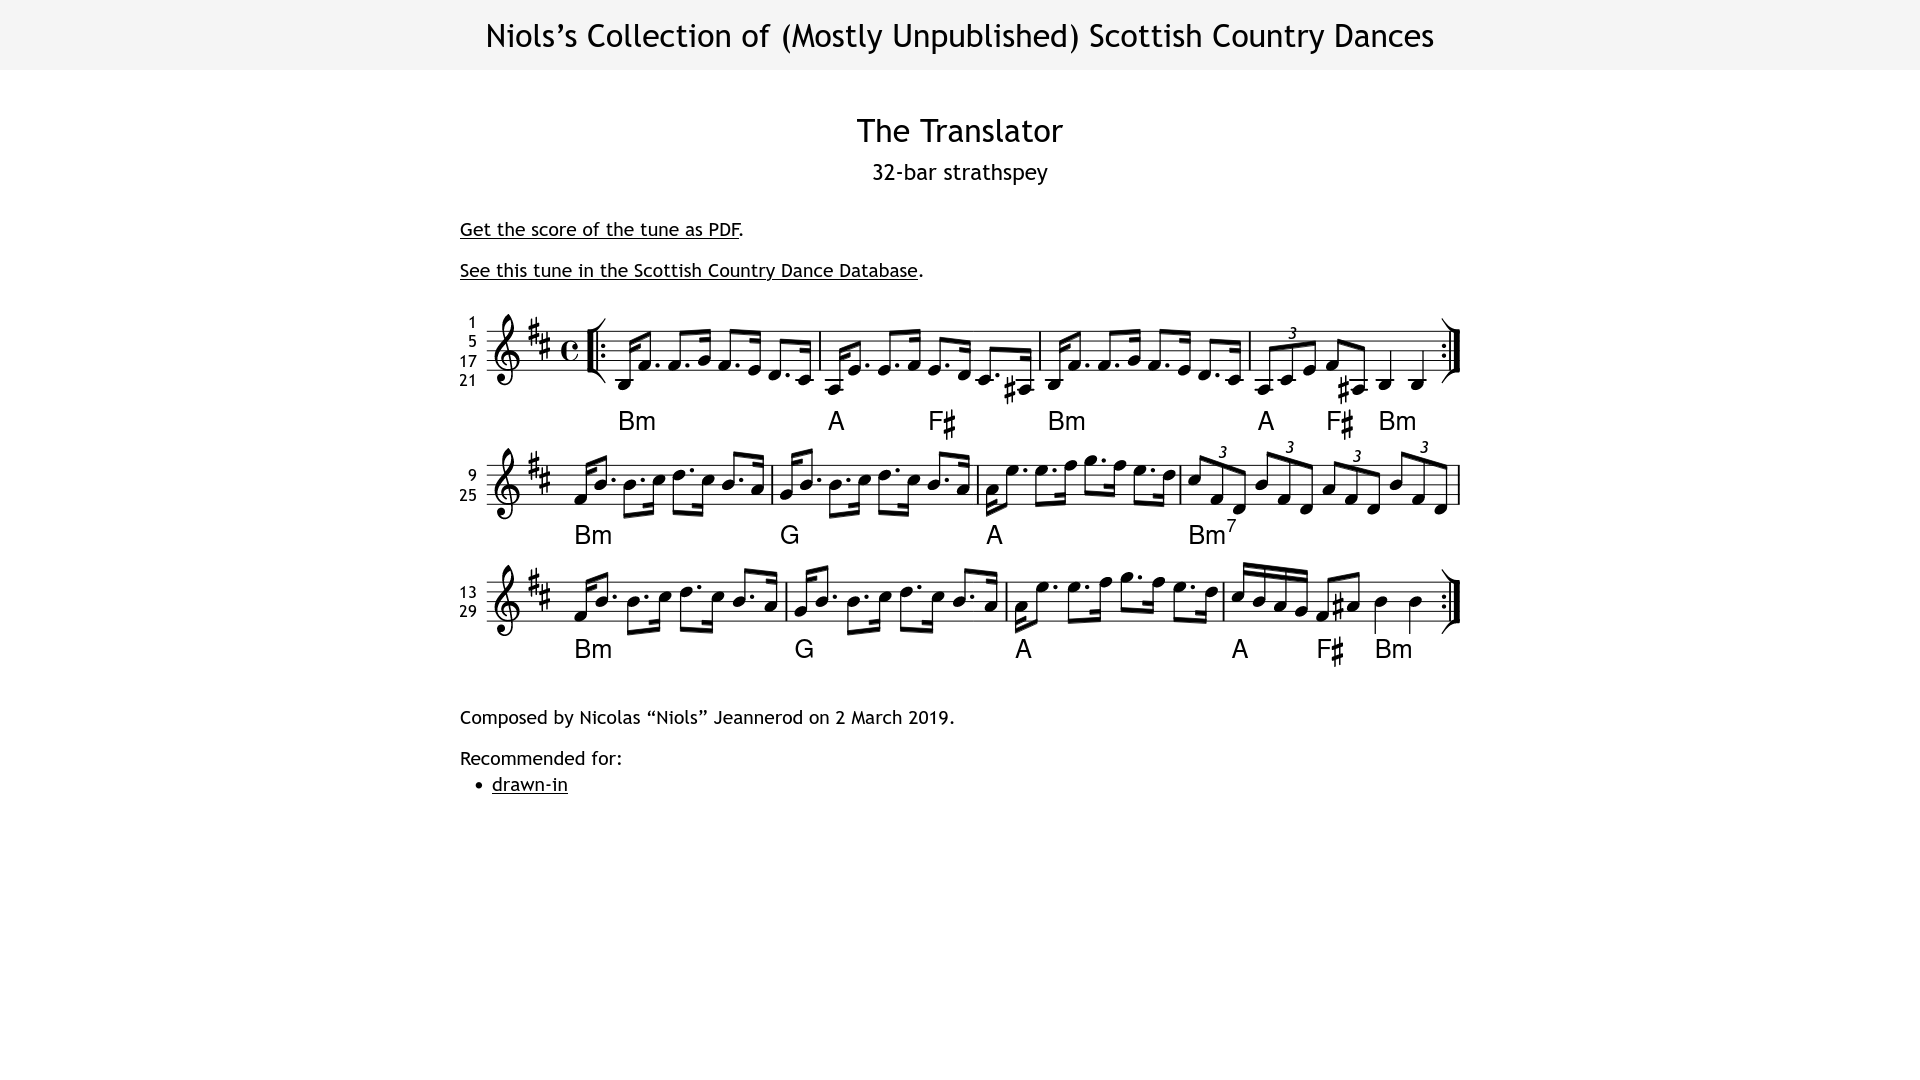 Niols’s Collection of (Mostly Unpublished) Scottish Country Dances
The Translator
32-bar strathspey
Get the score of the tune as PDF.
See this tune in the Scottish Country Dance Database.
1
5
17
21
3
Bm A F♯ Bm A F♯ Bm
9
25
3 3 3 3
Bm G A Bm7
13
29
Bm G A A F♯ Bm
Composed by Nicolas “Niols” Jeannerod on 2 March 2019.
Recommended for:
• drawn-in